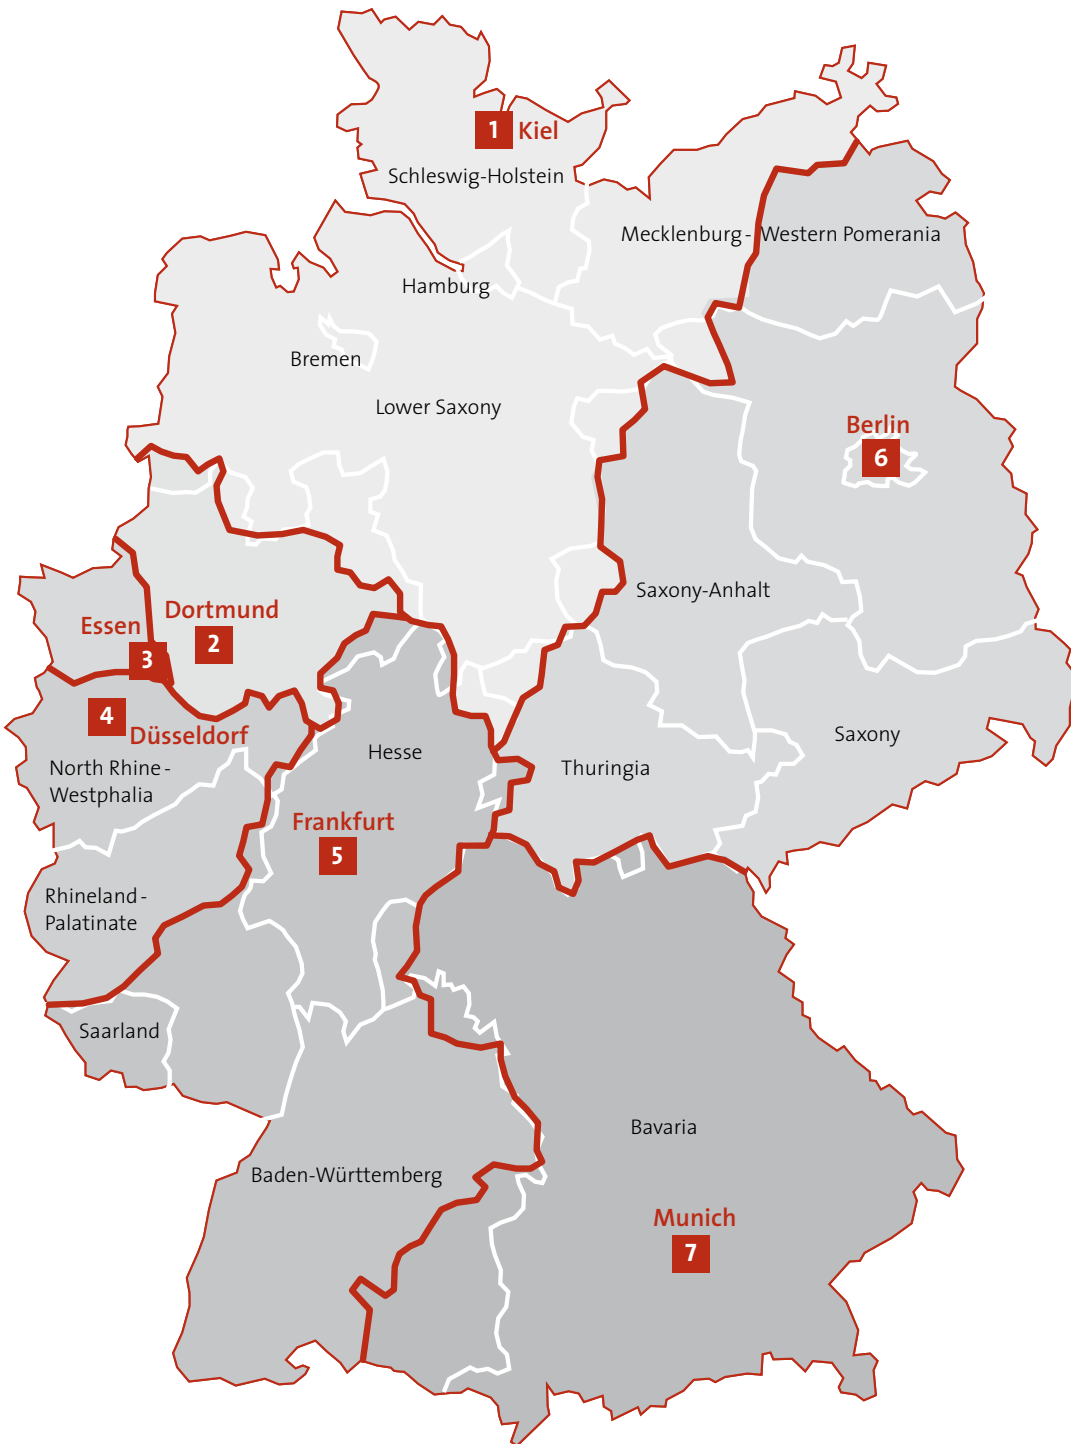 1 Kiel
Schleswig-Holstein
Mecklenburg- Western Pomerania
Hamburg
Bremen
Lower Saxony
Berlin
6
Saxony-Anhalt
Dortmund
2
Essen
3
4
Düsseldorf
North Rhine-
Westphalia
Hesse
Thuringia
Saxony
Frankfurt
5
Rhineland-
Palatinate
Saarland
Bavaria
Baden-Württemberg
Munich
7